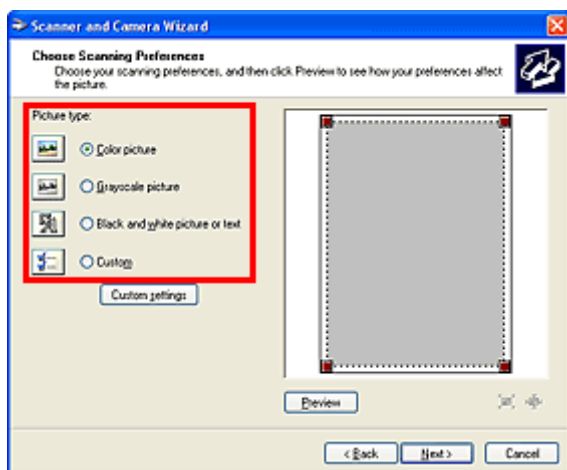 Scanner and Camera Wizard
Choose Scanning Preferences
Choose your scanning preferences, and then click Preview to see how your preferences affect
the picture.
Picture type:
Color picture
Grayscale picture
Black and white picture or text
Custom
Custom settings
Preview
< Back
Next >
Cancel